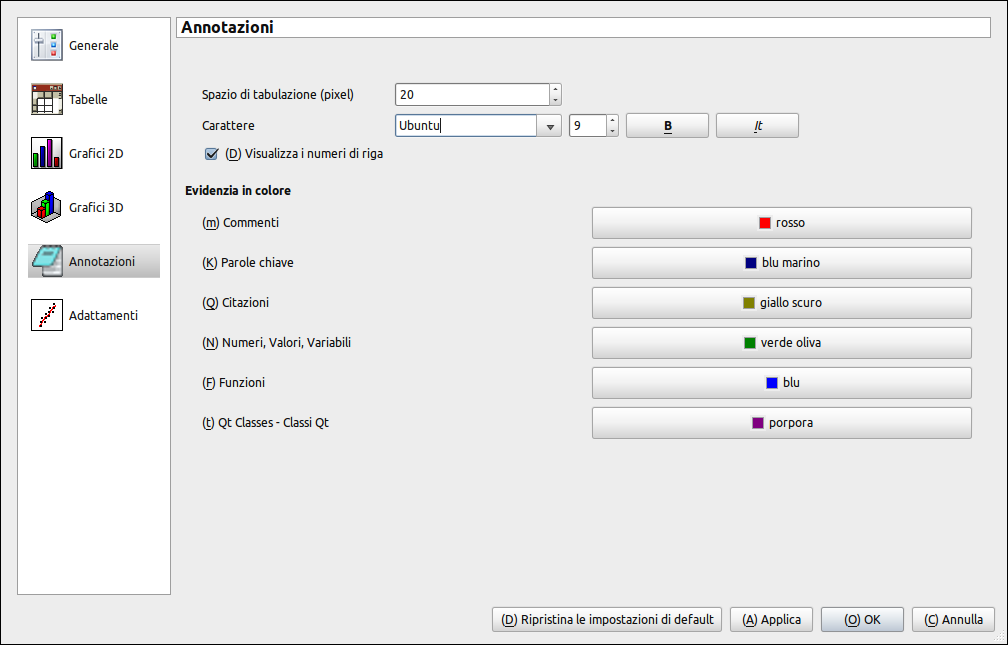 Annotazioni
Generale
Tabelle
Grafici 2D
Grafici 3D
Annotazioni
Adattamenti
Spazio di tabulazione (pixel) 20
Carattere Ubuntu 9 B It
(D) Visualizza i numeri di riga
Evidenzia in colore
(m) Commenti rosso
(K) Parole chiave blu marino
(Q) Citazioni giallo scuro
(N) Numeri, Valori, Variabili verde oliva
(F) Funzioni blu
(t) Qt Classes - Classi Qt porpora
(D) Ripristina le impostazioni di default (A) Applica (O) OK (C) Annulla